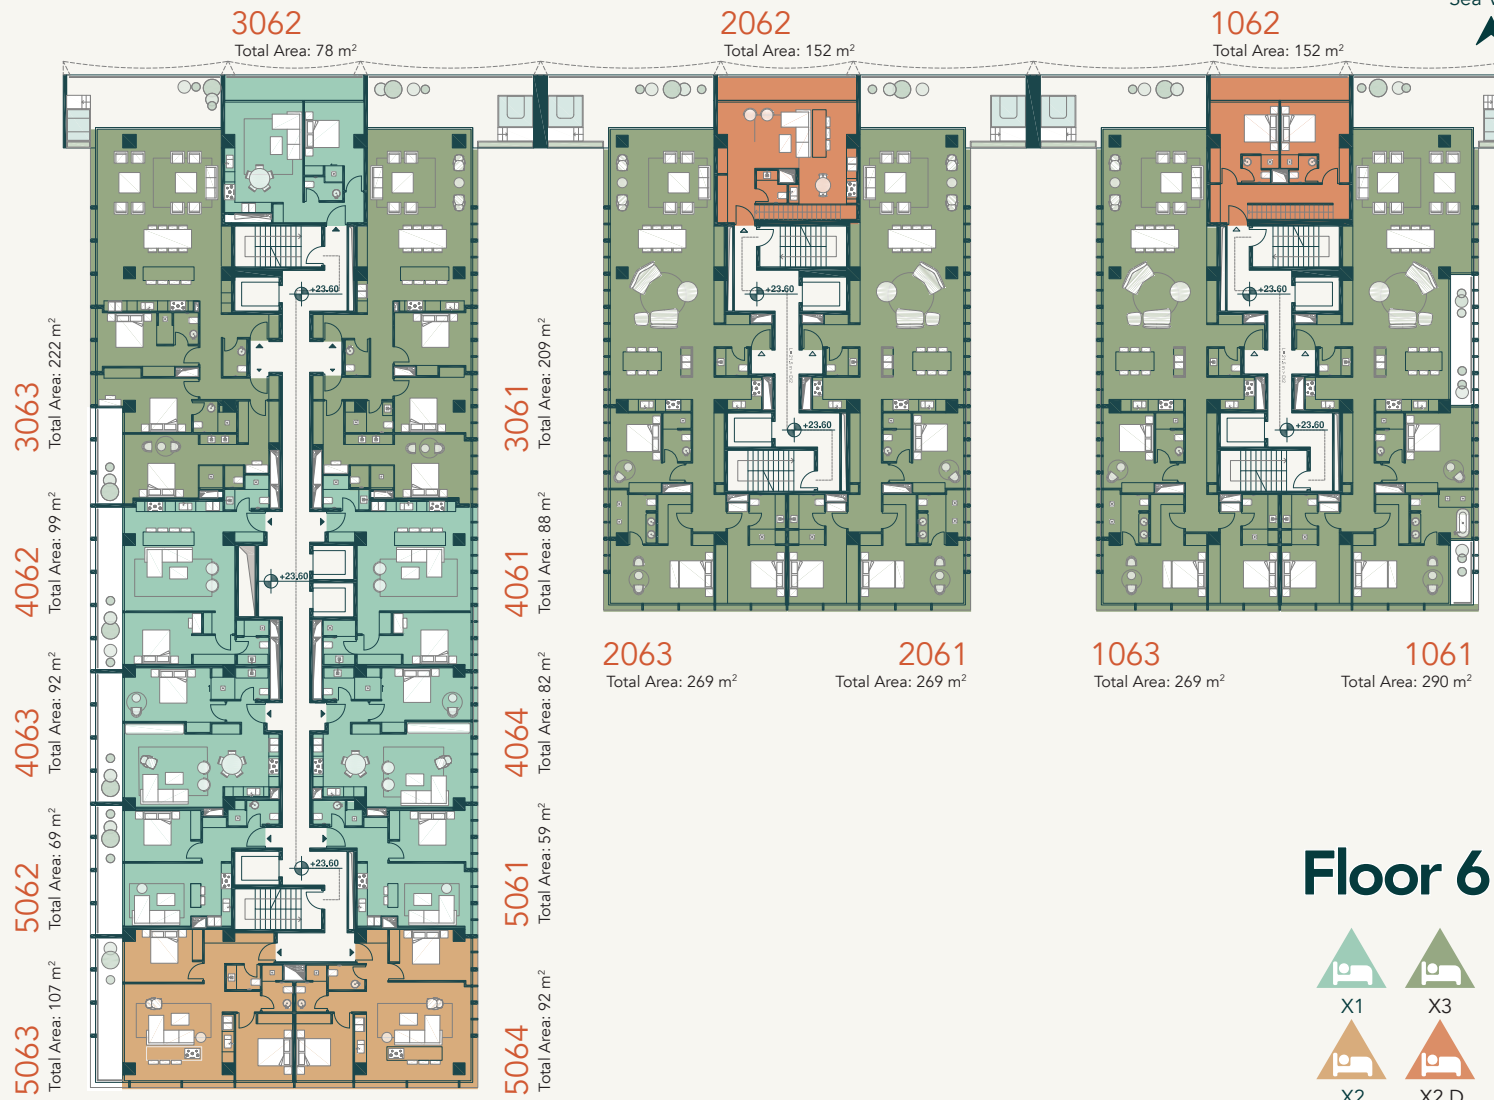 3062
Total Area: 78 m²
2062
Total Area: 152 m²
1062
Total Area: 152 m²
+23.60
+23.60
+23.60
3063
Total Area: 222 m²
3061
Total Area: 209 m²
+23.60
+23.60
4062
Total Area: 99 m²
4061
Total Area: 88 m²
+23.60
2063
Total Area: 269 m²
2061
Total Area: 269 m²
1063
Total Area: 269 m²
1061
Total Area: 290 m²
4063
Total Area: 92 m²
4064
Total Area: 82 m²
5062
Total Area: 69 m²
5061
Total Area: 59 m²
+23.60
Floor 6
5063
Total Area: 107 m²
5064
Total Area: 92 m²
X1
X3
X2
X2 D